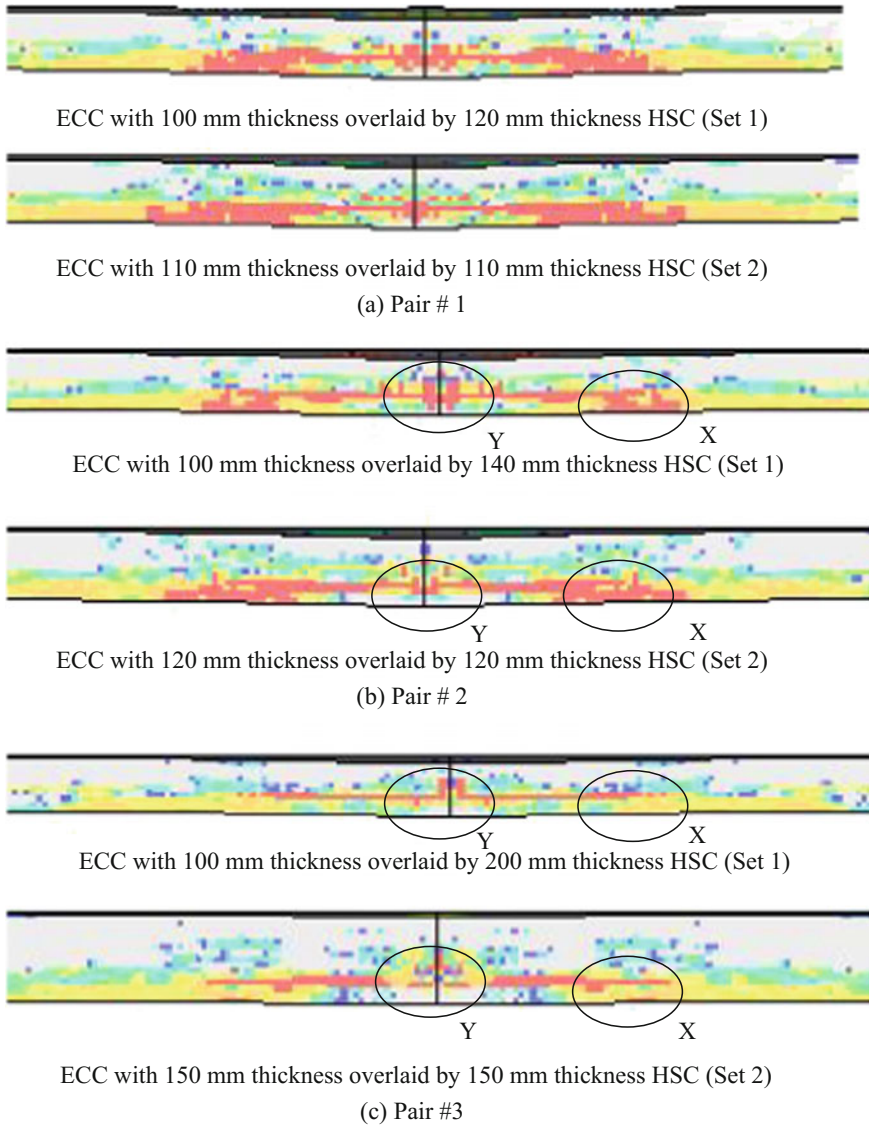 ECC with 100 mm thickness overlaid by 120 mm thickness HSC (Set 1)
ECC with 110 mm thickness overlaid by 110 mm thickness HSC (Set 2)
(a) Pair # 1
Y
X
ECC with 100 mm thickness overlaid by 140 mm thickness HSC (Set 1)
Y
X
ECC with 120 mm thickness overlaid by 120 mm thickness HSC (Set 2)
(b) Pair # 2
Y
X
ECC with 100 mm thickness overlaid by 200 mm thickness HSC (Set 1)
Y
X
ECC with 150 mm thickness overlaid by 150 mm thickness HSC (Set 2)
(c) Pair #3